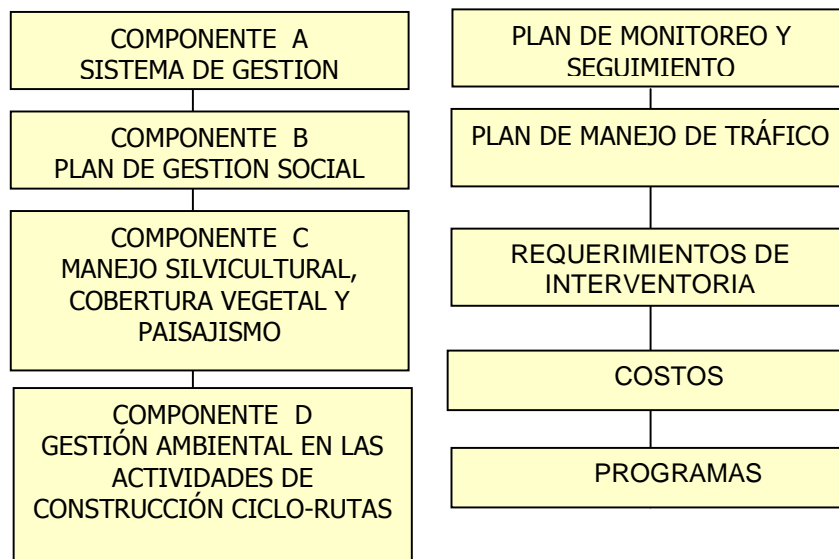 COMPONENTE A
SISTEMA DE GESTION
COMPONENTE B
PLAN DE GESTION SOCIAL
COMPONENTE C
MANEJO SILVICULTURAL,
COBERTURA VEGETAL Y
PAISAJISMO
COMPONENTE D
GESTIÓN AMBIENTAL EN LAS
ACTIVIDADES DE
CONSTRUCCIÓN CICLO-RUTAS
PLAN DE MONITOREO Y
SEGUIMIENTO
PLAN DE MANEJO DE TRÁFICO
REQUERIMIENTOS DE
INTERVENTORIA
COSTOS
PROGRAMAS